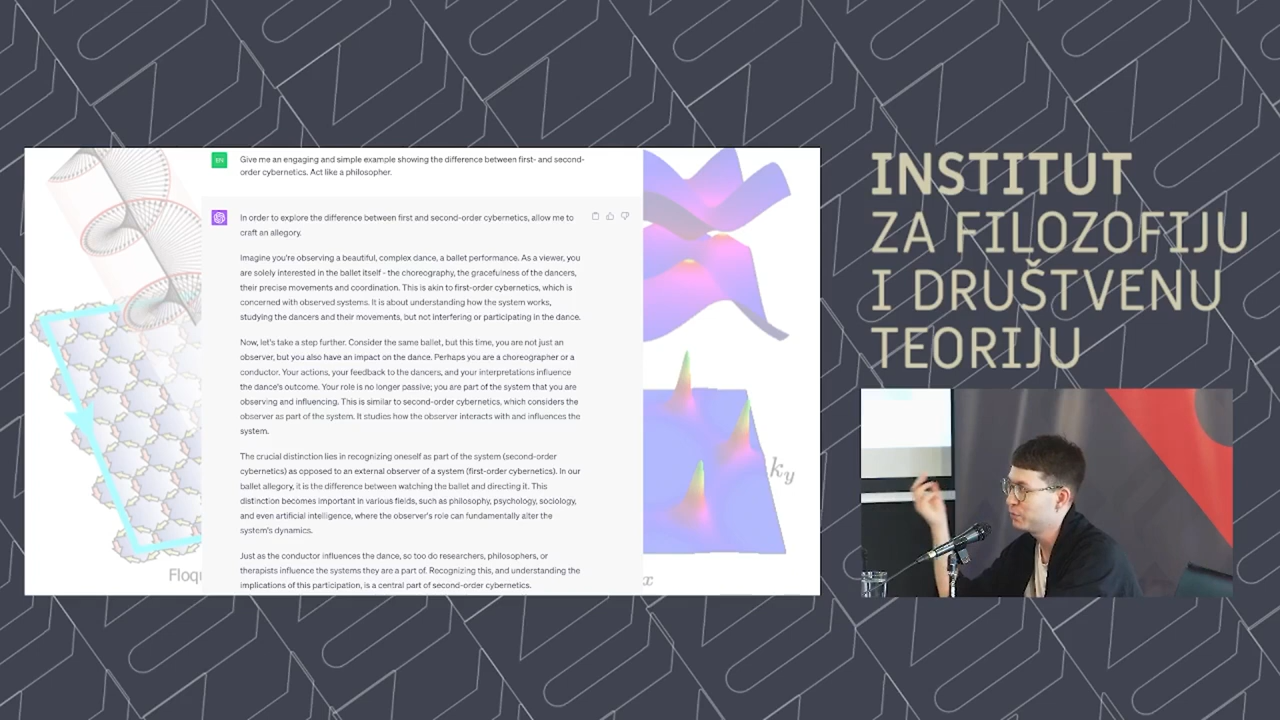 EN
Give me an engaging and simple example showing the difference between first- and second-
order cybernetics. Act like a philosopher.
In order to explore the difference between first and second-order cybernetics, allow me to
craft an allegory.
Imagine you're observing a beautiful, complex dance, a ballet performance. As a viewer, you
are solely interested in the ballet itself - the choreography, the gracefulness of the dancers,
their precise movements and coordination. This is akin to first-order cybernetics, which is
concerned with observed systems. It is about understanding how the system works,
studying the dancers and their movements, but not interfering or participating in the dance.
Now, let's take a step further. Consider the same ballet, but this time, you are not just an
observer, but you also have an impact on the dance. Perhaps you are a choreographer or a
conductor. Your actions, your feedback to the dancers, and your interpretations influence
the dance's outcome. Your role is no longer passive; you are part of the system that you are
observing and influencing. This is similar to second-order cybernetics, which considers the
observer as part of the system. It studies how the observer interacts with and influences the
system.
The crucial distinction lies in recognizing oneself as part of the system (second-order
cybernetics) as opposed to an external observer of a system (first-order cybernetics). In our
ballet allegory, it is the difference between watching the ballet and directing it. This
distinction becomes important in various fields, such as philosophy, psychology, sociology,
and even artificial intelligence, where the observer's role can fundamentally alter the
system's dynamics.
Just as the conductor influences the dance, so too do researchers, philosophers, or
therapists influence the systems they are a part of. Recognizing this, and understanding the
implications of this participation, is a central part of second-order cybernetics.
Floqu
x
ky
INSTITUT
ZA FILOZOFIJU
I DRUŠTVENU
TEORIJU